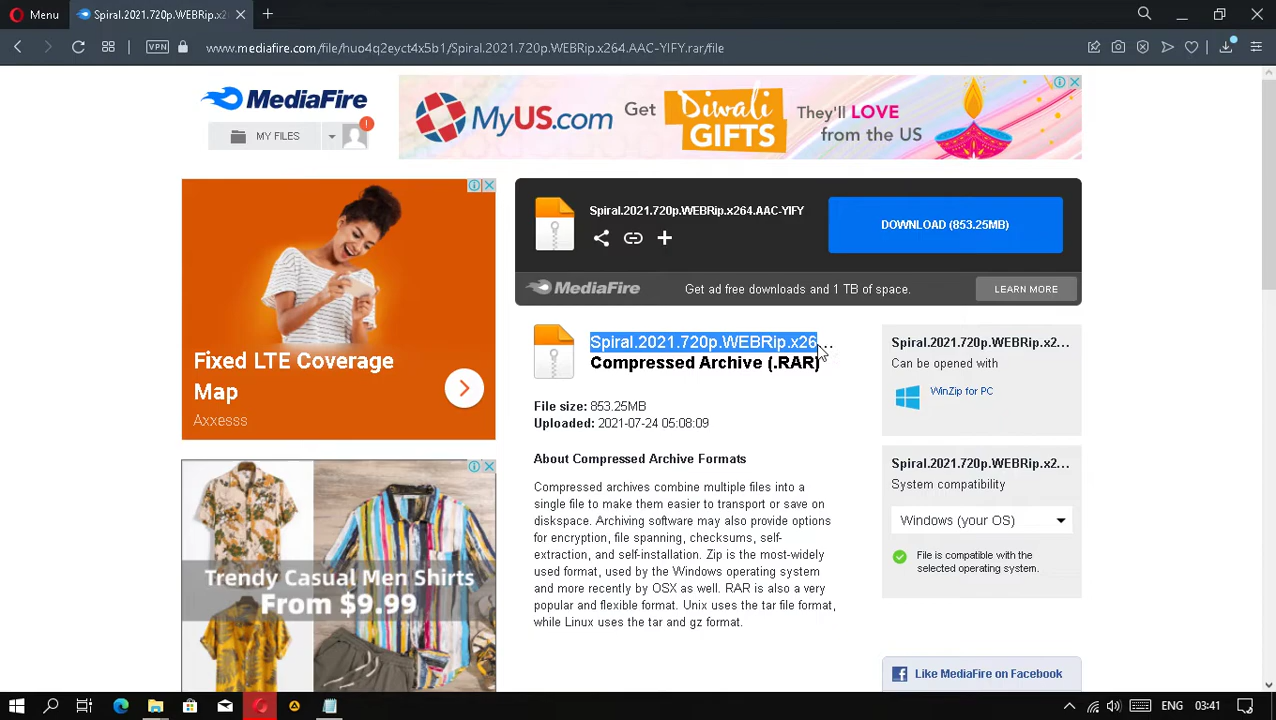 Menu
Spiral.2021.720p.WEBRip.x2
VPN
www.mediafire.com/file/huo4q2eyct4x5b1/Spiral.2021.720p.WEBRip.x264.AAC-YIFY.rar/file
MediaFire
MY FILES
!
MyUS.com
Get
Diwali
GIFTS
They'll LOVE
from the US
Fixed LTE Coverage
Map
Axxesss
Spiral.2021.720p.WEBRip.x264.AAC-YIFY
DOWNLOAD (853.25MB)
MediaFire
Get ad free downloads and 1 TB of space.
LEARN MORE
Spiral.2021.720p.WEBRip.x26...
Compressed Archive (.RAR)
File size: 853.25MB
Uploaded: 2021-07-24 05:08:09
About Compressed Archive Formats
Compressed archives combine multiple files into a
single file to make them easier to transport or save on
diskspace. Archiving software may also provide options
for encryption, file spanning, checksums, self-
extraction, and self-installation. Zip is the most-widely
used format, used by the Windows operating system
and more recently by OSX as well. RAR is also a very
popular and flexible format. Unix uses the tar file format,
while Linux uses the tar and gz format.
Spiral.2021.720p.WEBRip.x2...
Can be opened with
WinZip for PC
Spiral.2021.720p.WEBRip.x2...
System compatibility
Windows (your OS)
File is compatible with the
selected operating system.
Like MediaFire on Facebook
Trendy Casual Men Shirts
From $9.99
ENG
03:41